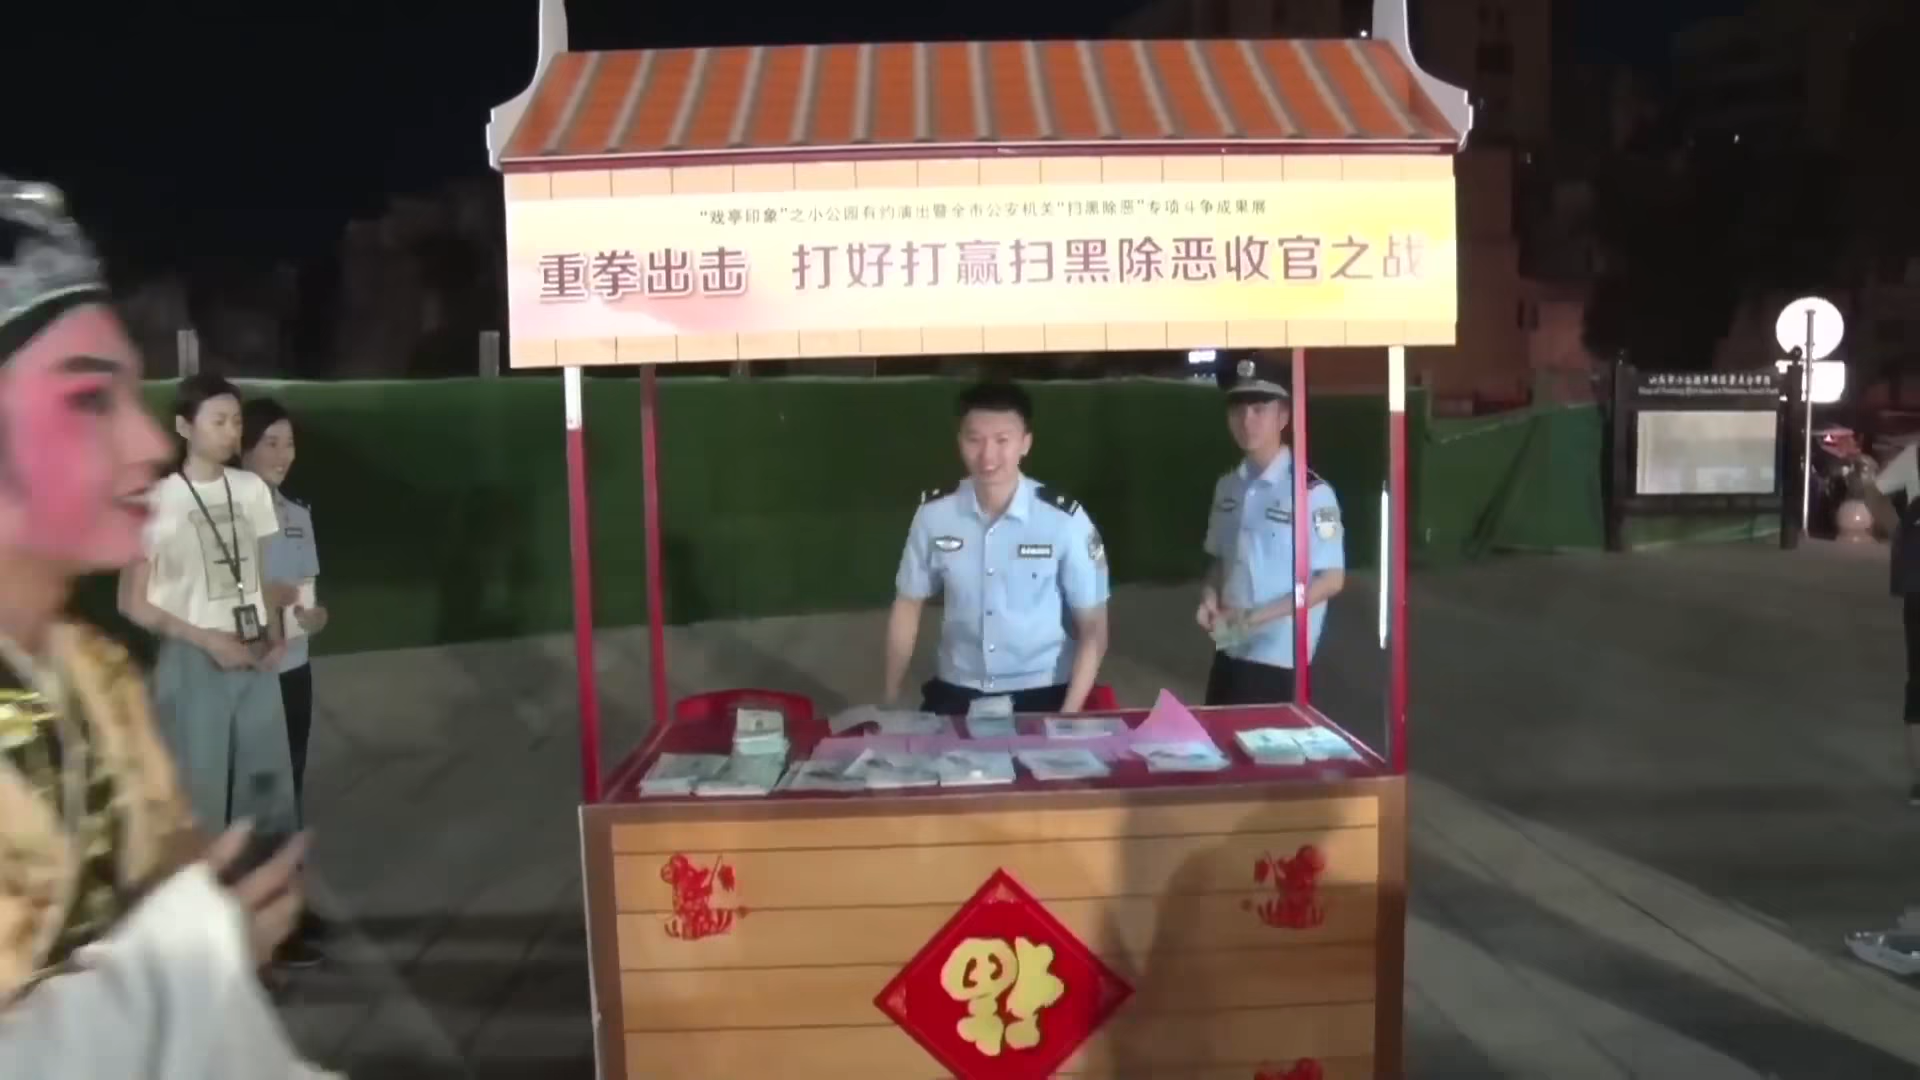 “戏亭印象”之小公园有约演出暨全市公安机关“扫黑除恶”专项斗争成果展
重拳出击 打好打赢扫黑除恶收官之战
福